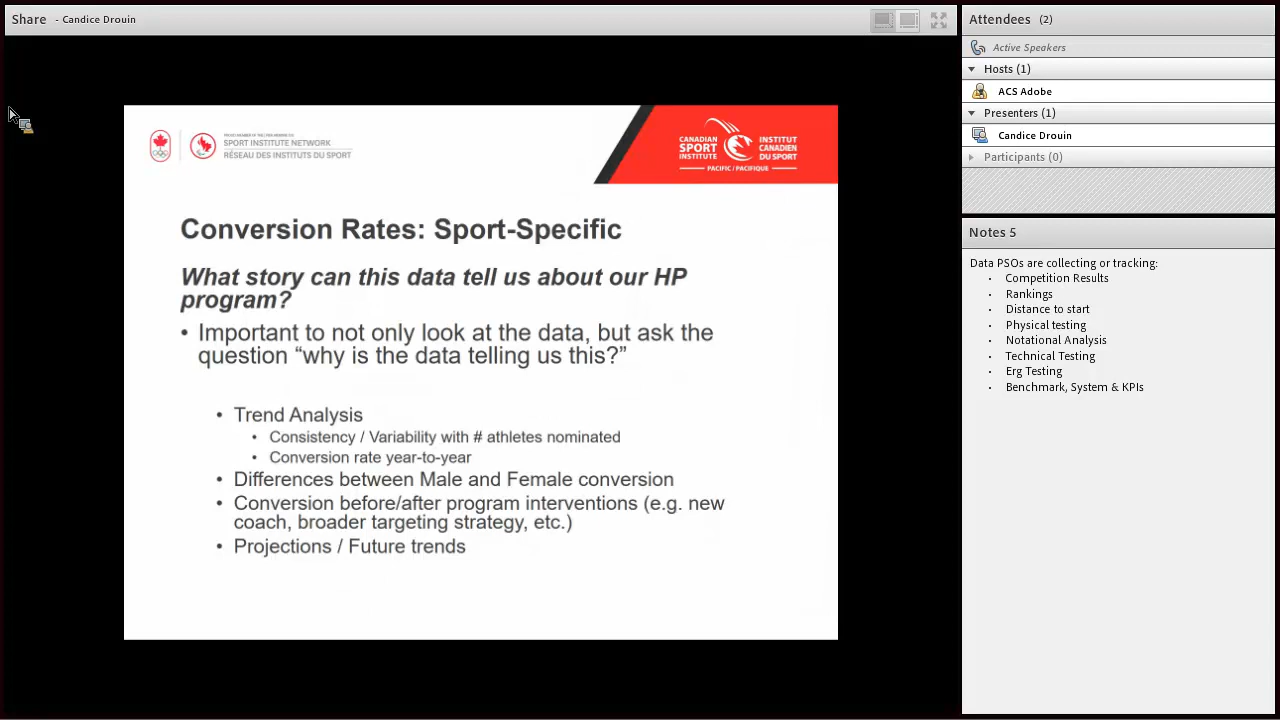 Share - Candice Drouin
SPORT INSTITUTE NETWORK
RÉSEAU DES INSTITUTS DU SPORT
CANADIAN SPORT INSTITUTE
INSTITUT CANADIEN DU SPORT
PACIFIC / PACIFIQUE
Conversion Rates: Sport-Specific
What story can this data tell us about our HP
program?
• Important to not only look at the data, but ask the
question “why is the data telling us this?”
• Trend Analysis
• Consistency / Variability with # athletes nominated
• Conversion rate year-to-year
• Differences between Male and Female conversion
• Conversion before/after program interventions (e.g. new
coach, broader targeting strategy, etc.)
• Projections / Future trends
Attendees (2)
Active Speakers
Hosts (1)
ACS Adobe
Presenters (1)
Candice Drouin
Participants (0)
Notes 5
Data PSOs are collecting or tracking:
• Competition Results
• Rankings
• Distance to start
• Physical testing
• Notational Analysis
• Technical Testing
• Erg Testing
• Benchmark, System & KPIs